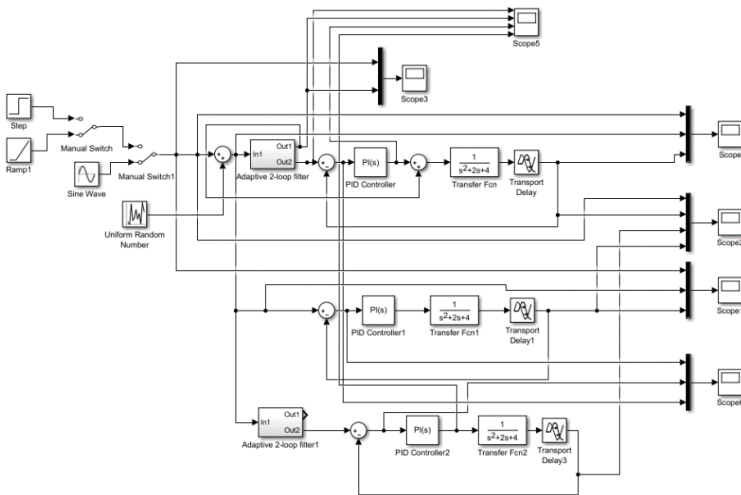 Scope5
Scope3
Step
Manual Switch
Ramp1
Manual Switch1
Sine Wave
Uniform Random
Number
In1
Out1
Out2
Adaptive 2-loop filter
PI(s)
PID Controller
1
s²+2s+4
Transfer Fcn
Transport
Delay
Scope
Scope2
PI(s)
PID Controller1
1
s²+2s+4
Transfer Fcn1
Transport
Delay1
Scope1
In1
Out1
Out2
Adaptive 2-loop filter1
PI(s)
PID Controller2
1
s²+2s+4
Transfer Fcn2
Transport
Delay3